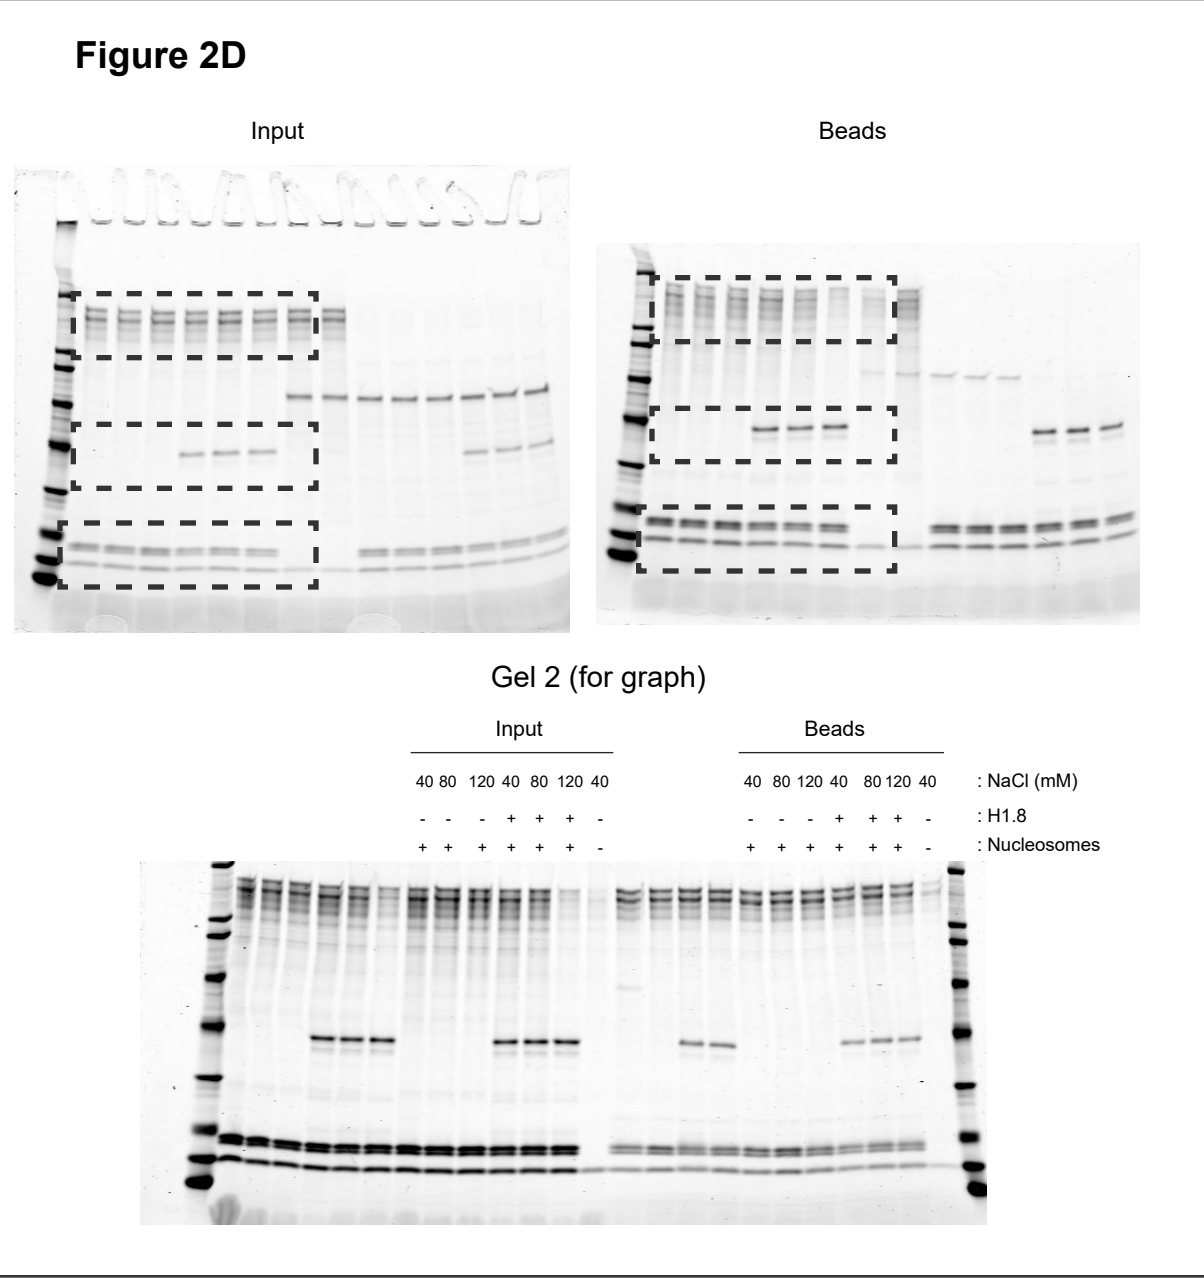 Figure 2D
Input
Beads
Gel 2 (for graph)
Input
Beads
40 80 120 40 80 120 40 40 80 120 40 80 120 40 : NaCl (mM)
- - - + + + - - - - + + + - : H1.8
+ + + + + + - + + + + + + - : Nucleosomes